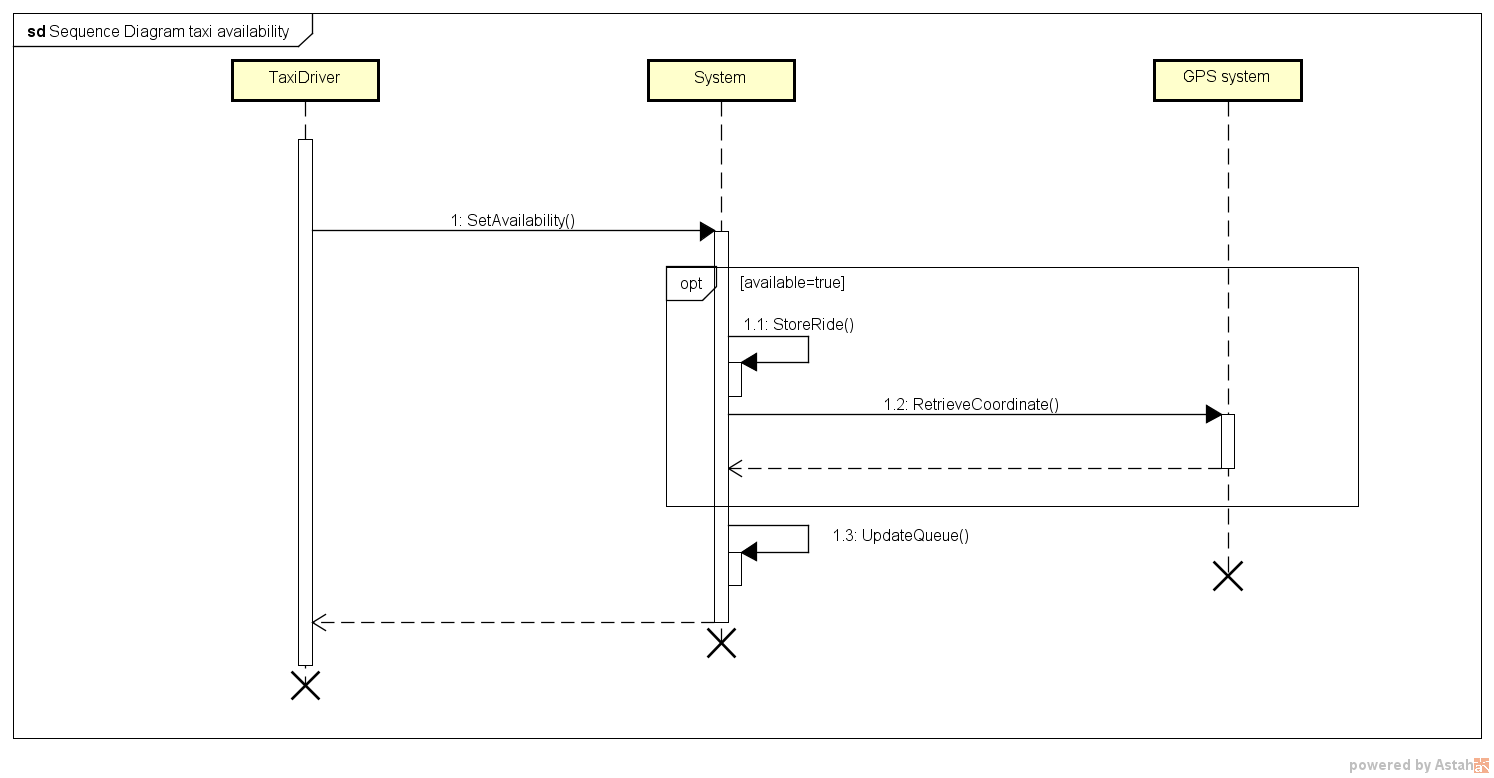 sd Sequence Diagram taxi availability
TaxiDriver
System
GPS system
1: SetAvailability()
opt
[available=true]
1.1: StoreRide()
1.2: RetrieveCoordinate()
1.3: UpdateQueue()
powered by Astah